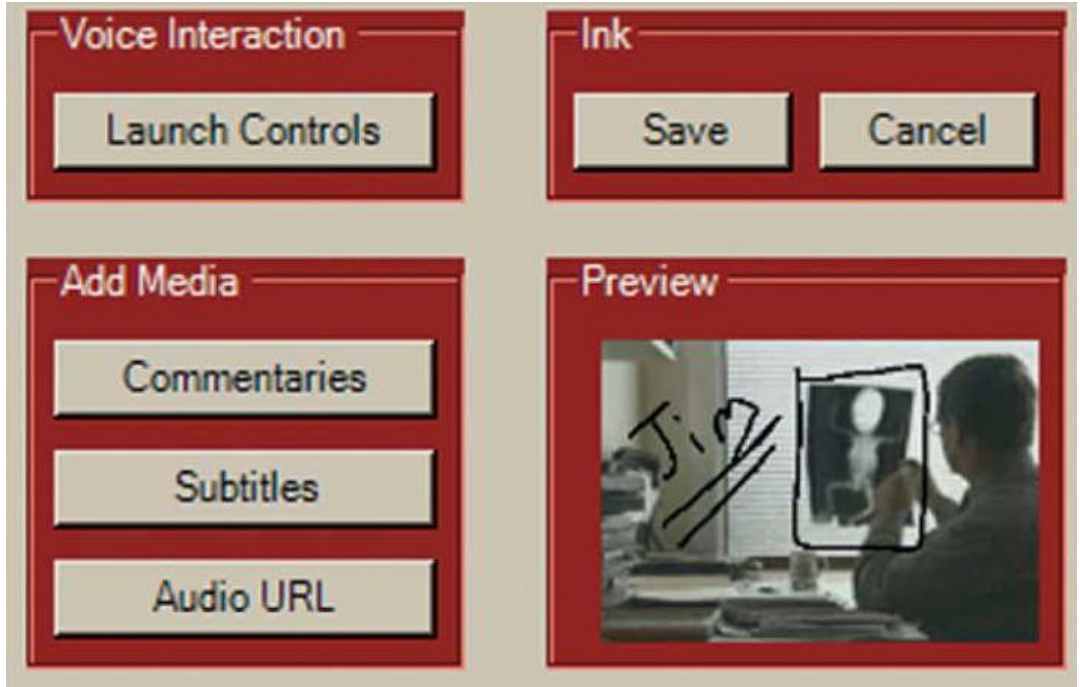 Voice Interaction
Launch Controls
Ink
Save
Cancel
Add Media
Commentaries
Subtitles
Audio URL
Preview
Jim